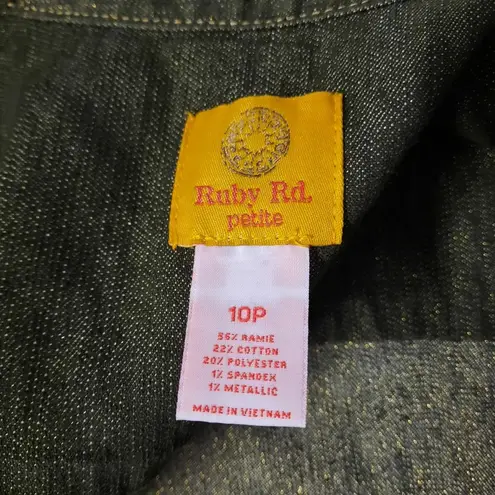 Ruby Rd.
petite
10P
56% RAMIE
22% COTTON
20% POLYESTER
1% SPANDEX
1% METALLIC
MADE IN VIETNAM